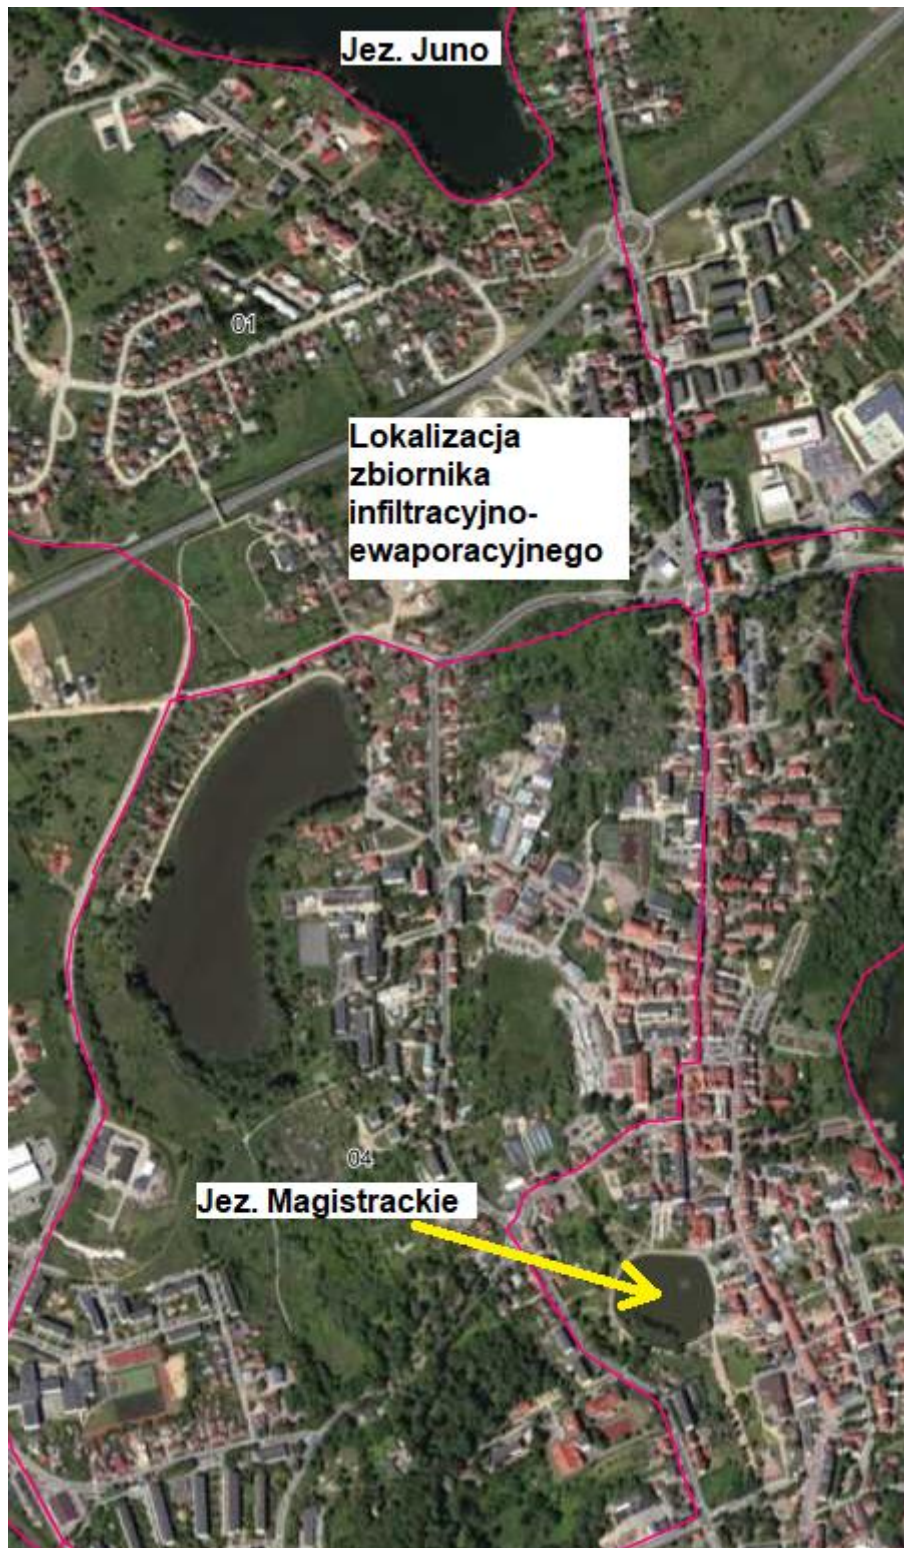 Jez. Juno
01
Lokalizacja
zbiornika
infiltracyjno-
ewaporacyjnego
04
Jez. Magistrackie